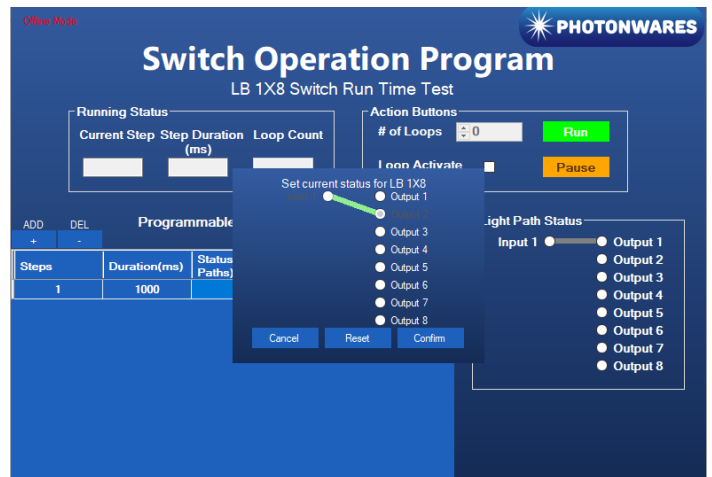 Offline Mode
PHOTONWARES
Switch Operation Program
LB 1X8 Switch Run Time Test
Running Status
Current Step Step Duration (ms) Loop Count
Action Buttons
# of Loops 0 Run
Loop Activate Pause
Set current status for LB 1X8
Input 1 Output 1
Output 2
Output 3
Output 4
Output 5
Output 6
Output 7
Output 8
Cancel Reset Confirm
ADD DEL Programmable
+ -
Steps Duration(ms) Status Paths)
1 1000
Light Path Status
Input 1 Output 1
Output 2
Output 3
Output 4
Output 5
Output 6
Output 7
Output 8